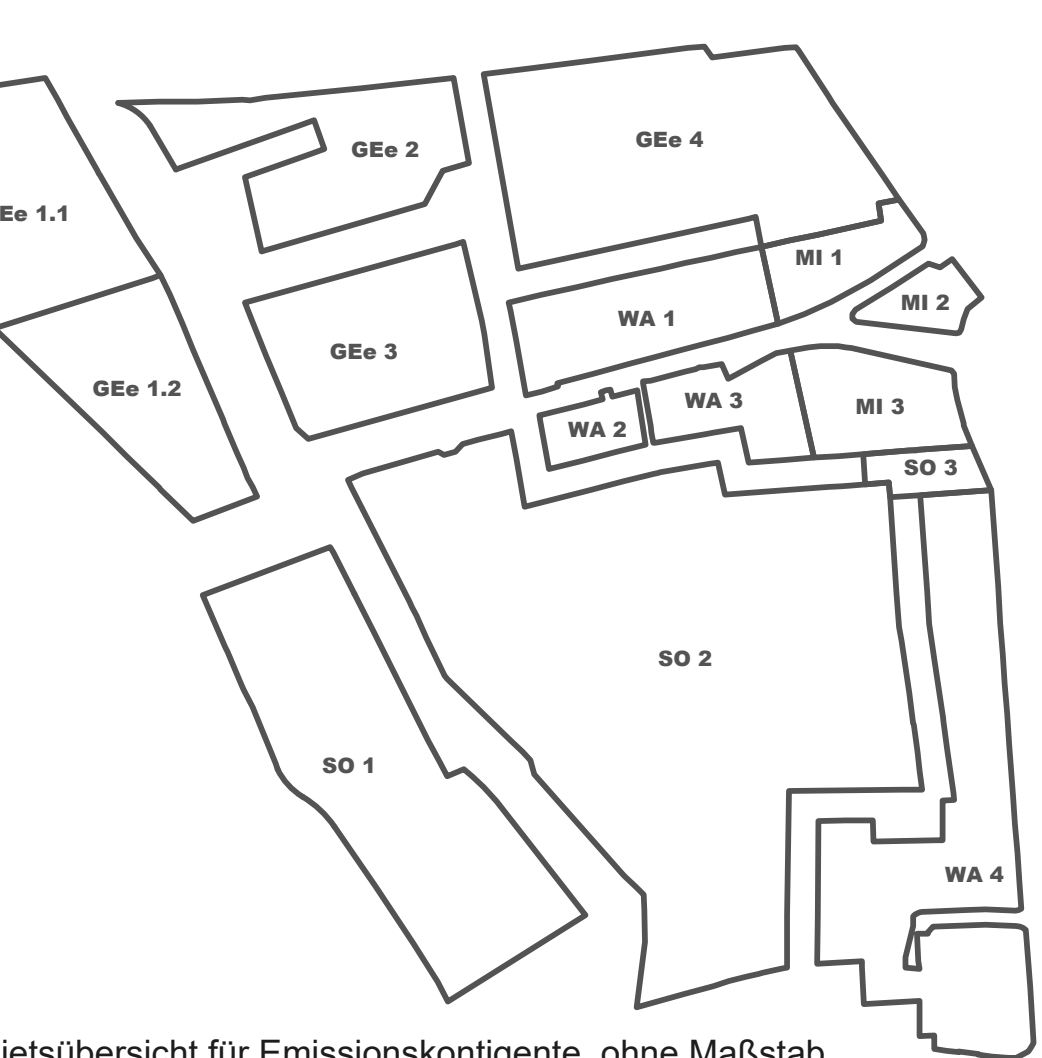 GEe 4
GEe 2
Ee 1.1
MI 1
MI 2
WA 1
GEe 3
GEe 1.2
WA 3
MI 3
WA 2
SO 3
SO 2
SO 1
WA 4
ietsübersicht für Emissionskontigente, ohne Maßstab